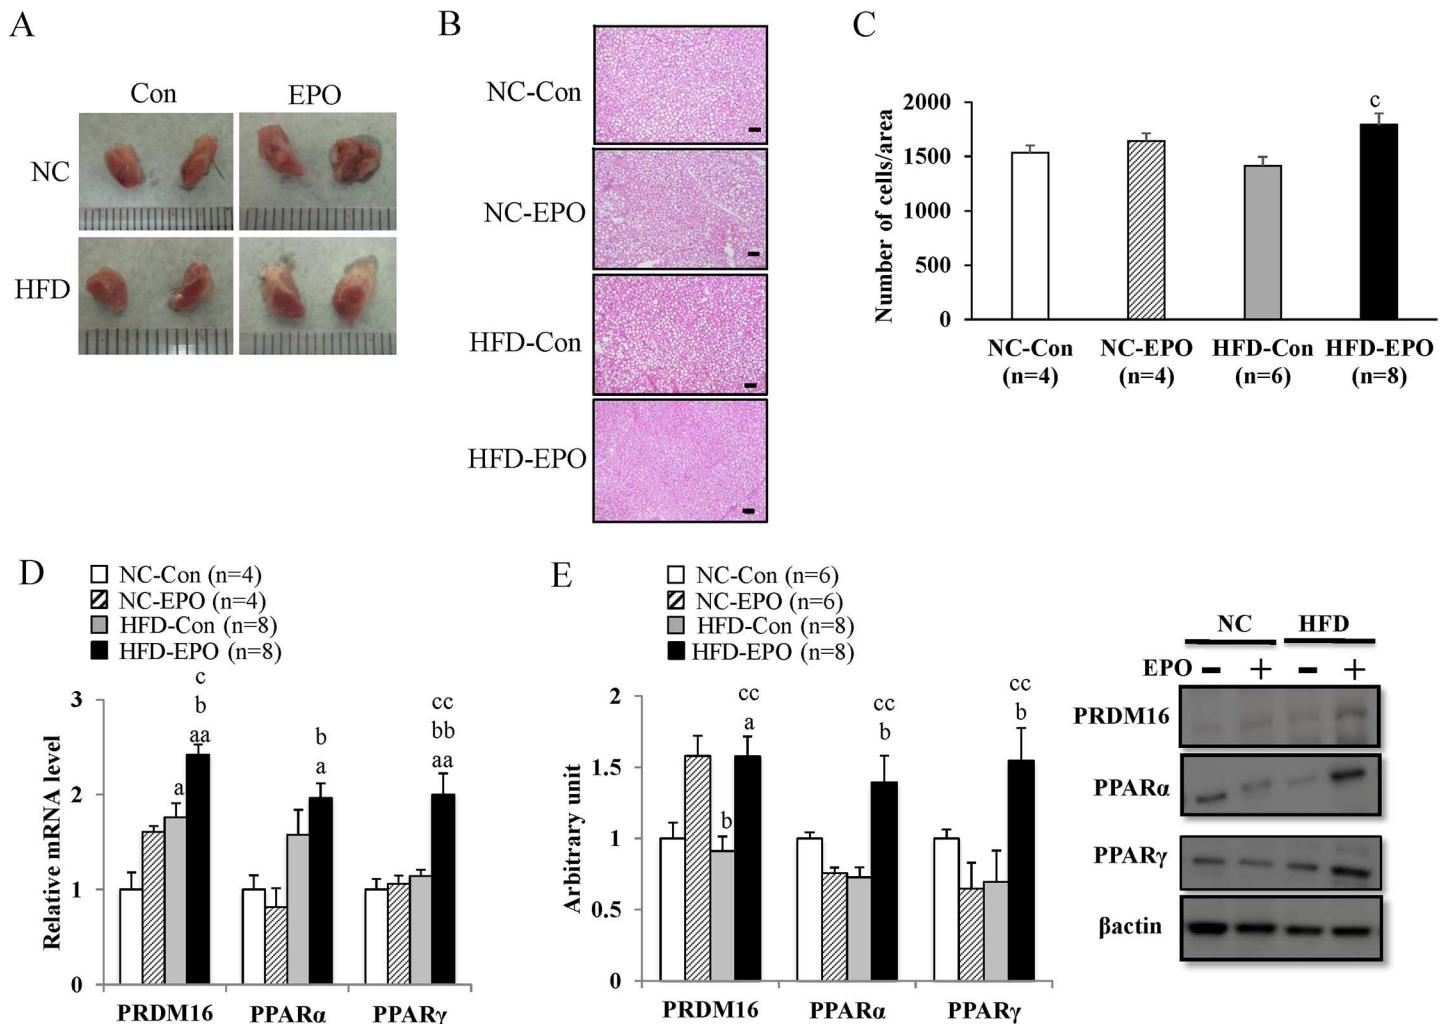 A
Con EPO
NC
HFD
B
NC-Con
NC-EPO
HFD-Con
HFD-EPO
C
Number of cells/area
2000
1500
1000
500
0
c
NC-Con NC-EPO HFD-Con HFD-EPO
(n=4) (n=4) (n=6) (n=8)
D
NC-Con (n=4)
NC-EPO (n=4)
HFD-Con (n=8)
HFD-EPO (n=8)
Relative mRNA level
3
2
1
0
c
b
aa
a
b
a
cc
bb
aa
PRDM16 PPARα PPARγ
E
NC-Con (n=6)
NC-EPO (n=6)
HFD-Con (n=8)
HFD-EPO (n=8)
Arbitrary unit
2
1.5
1
0.5
0
cc
a
b
cc
b
cc
b
PRDM16 PPARα PPARγ
NC HFD
EPO − + − +
PRDM16
PPARα
PPARγ
βactin